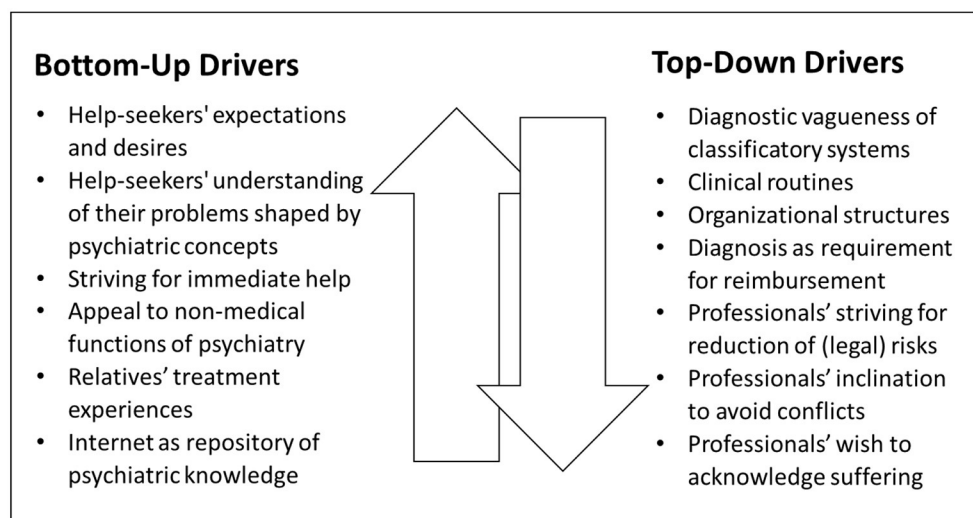 Bottom-Up Drivers
• Help-seekers' expectations
and desires
• Help-seekers' understanding
of their problems shaped by
psychiatric concepts
• Striving for immediate help
• Appeal to non-medical
functions of psychiatry
• Relatives’ treatment
experiences
• Internet as repository of
psychiatric knowledge
Top-Down Drivers
• Diagnostic vagueness of
classificatory systems
• Clinical routines
• Organizational structures
• Diagnosis as requirement
for reimbursement
• Professionals’ striving for
reduction of (legal) risks
• Professionals’ inclination
to avoid conflicts
• Professionals’ wish to
acknowledge suffering